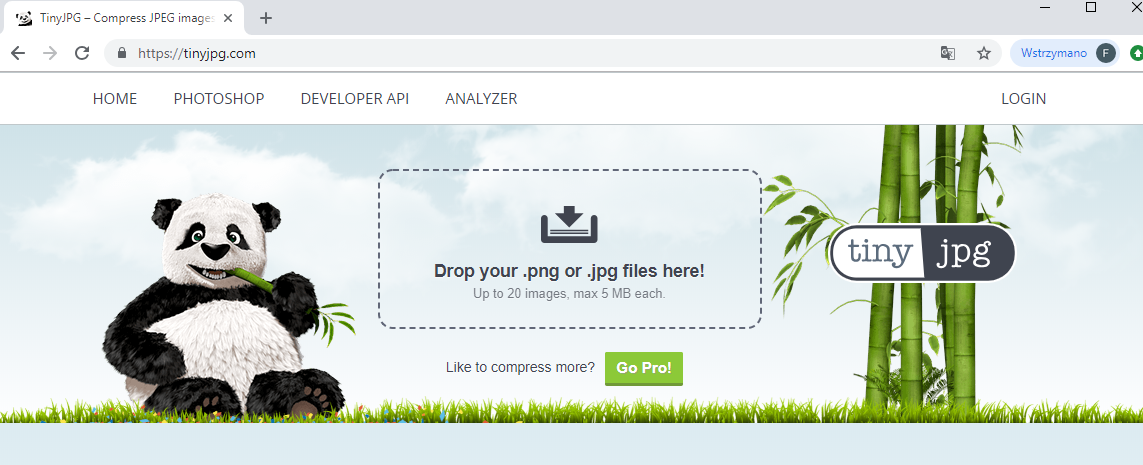 TinyJPG – Compress JPEG images
https://tinyjpg.com
Wstrzymano F
HOME PHOTOSHOP DEVELOPER API ANALYZER LOGIN
Drop your .png or .jpg files here!
Up to 20 images, max 5 MB each.
tiny jpg
Like to compress more? Go Pro!